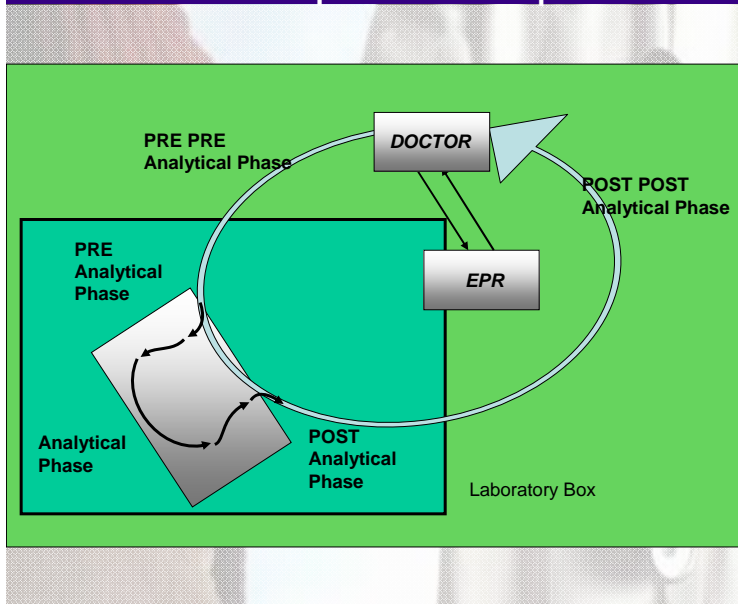 PRE PRE
Analytical Phase
DOCTOR
POST POST
Analytical Phase
PRE
Analytical
Phase
EPR
Analytical
Phase
POST
Analytical
Phase
Laboratory Box